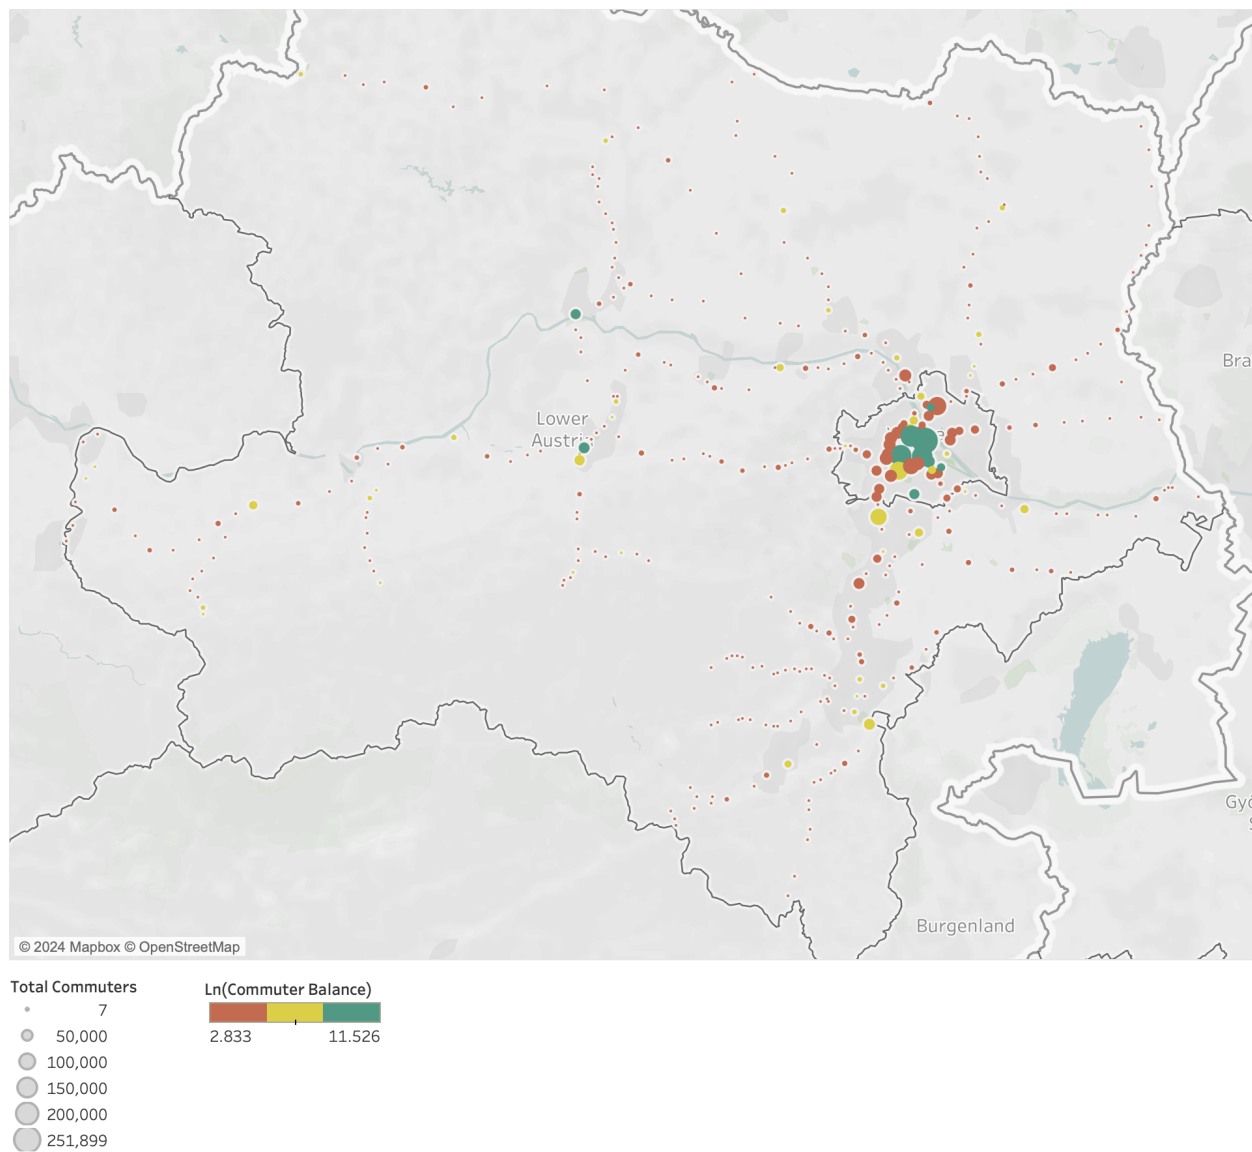 Bra
Lower
Austri
e
Gyo
S
Burgenland
© 2024 Mapbox © OpenStreetMap
Total Commuters
7
50,000
100,000
150,000
200,000
251,899
Ln(Commuter Balance)
2.833 11.526